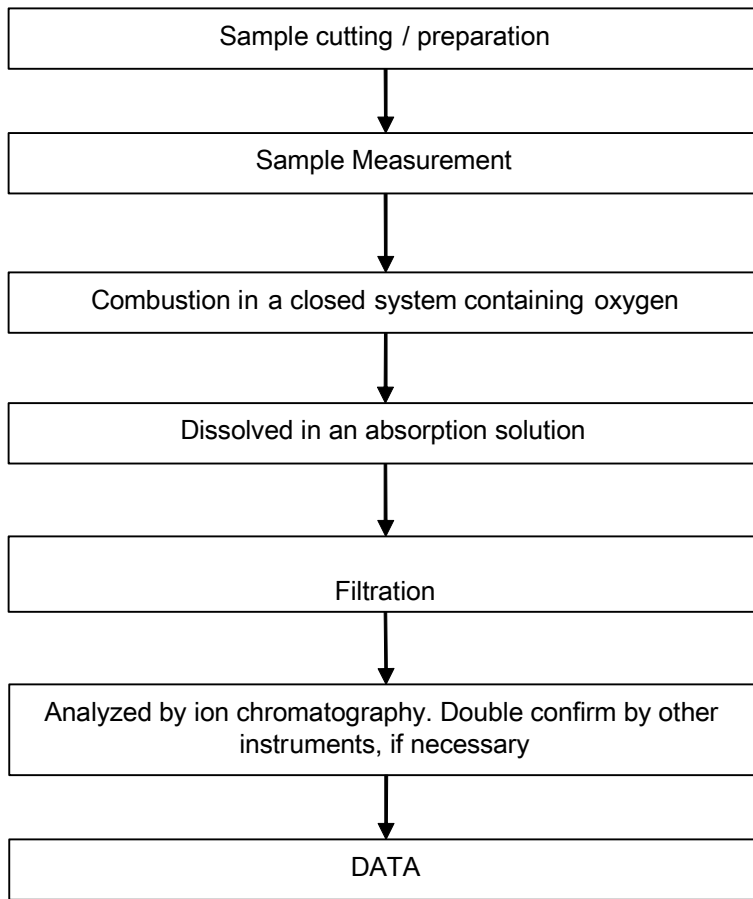 Sample cutting / preparation
Sample Measurement
Combustion in a closed system containing oxygen
Dissolved in an absorption solution
Filtration
Analyzed by ion chromatography. Double confirm by other
instruments, if necessary
DATA